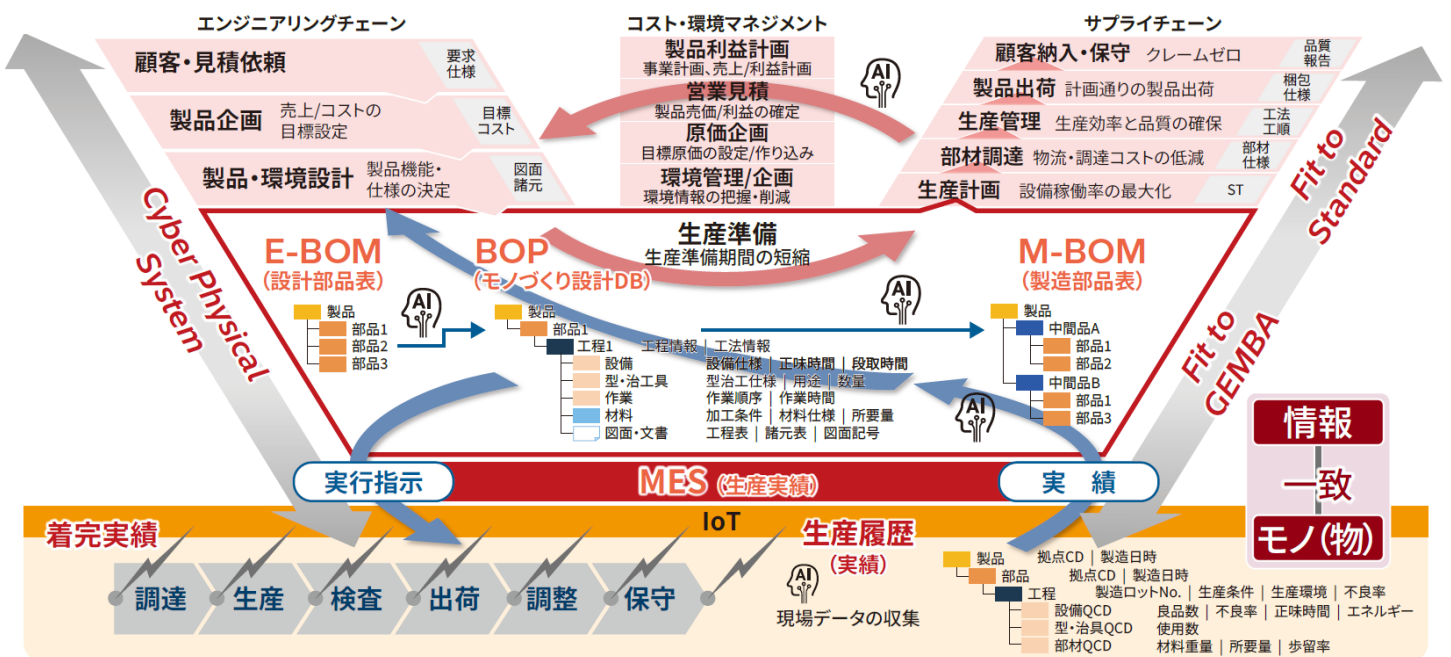 エンジニアリングチェーン
顧客・見積依頼
要求
仕様
製品企画 売上/コストの
目標設定
目標
コスト
製品・環境設計 製品機能・
仕様の決定
図面
諸元
コスト・環境マネジメント
製品利益計画
事業計画、売上/利益計画
営業見積
製品売価/利益の確定
原価企画
目標原価の設定/作り込み
環境管理/企画
環境情報の把握・削減
AI
サプライチェーン
顧客納入・保守 クレームゼロ
品質
報告
製品出荷 計画通りの製品出荷
梱包
仕様
生産管理 生産効率と品質の確保
工法
工順
部材調達 物流・調達コストの低減
部材
仕様
生産計画 設備稼働率の最大化
ST
Cyber Physical
System
Fit to
Standard
Fit to
GEMBA
生産準備
生産準備期間の短縮
E-BOM
(設計部品表)
製品
部品1
部品2
部品3
AI
BOP
(モノづくり設計DB)
製品
部品1
工程1 工程情報 | 工法情報
設備 設備仕様 | 正味時間 | 段取時間
型・治工具 型治工仕様 | 用途 | 数量
作業 作業順序 | 作業時間
材料 加工条件 | 材料仕様 | 所要量
図面・文書 工程表 | 諸元表 | 図面記号
AI
AI
M-BOM
(製造部品表)
製品
中間品A
部品1
部品2
中間品B
部品1
部品3
実行指示
MES (生産実績)
実 績
情報
一致
モノ(物)
IoT
着完実績
調達
生産
検査
出荷
調整
保守
生産履歴
(実績)
AI
現場データの収集
製品 拠点CD | 製造日時
部品 拠点CD | 製造日時
工程 製造ロットNo. | 生産条件 | 生産環境 | 不良率
設備QCD 良品数 | 不良率 | 正味時間 | エネルギー
型・治具QCD 使用数
部材QCD 材料重量 | 所要量 | 歩留率